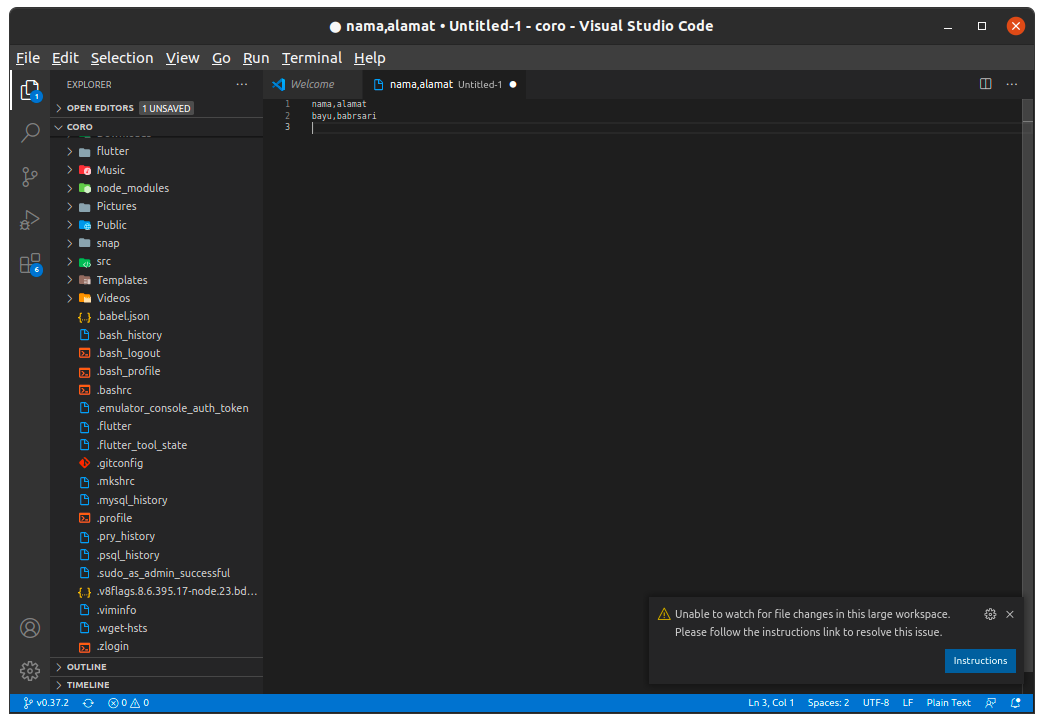 ● nama,alamat • Untitled-1 - coro - Visual Studio Code
File Edit Selection View Go Run Terminal Help
EXPLORER
OPEN EDITORS 1 UNSAVED
CORO
flutter
Music
node_modules
Pictures
Public
snap
src
Templates
Videos
.babel.json
.bash_history
.bash_logout
.bash_profile
.bashrc
.emulator_console_auth_token
.flutter
.flutter_tool_state
.gitconfig
.mkshrc
.mysql_history
.profile
.pry_history
.psql_history
.sudo_as_admin_successful
.v8flags.8.6.395.17-node.23.bd...
.viminfo
.wget-hsts
.zlogin
OUTLINE
TIMELINE
1
6
Welcome
nama,alamat Untitled-1 ●
1 nama,alamat
2 bayu,babrsari
3
Unable to watch for file changes in this large workspace.
Please follow the instructions link to resolve this issue.
Instructions
v0.37.2 0 0 Ln 3, Col 1 Spaces: 2 UTF-8 LF Plain Text